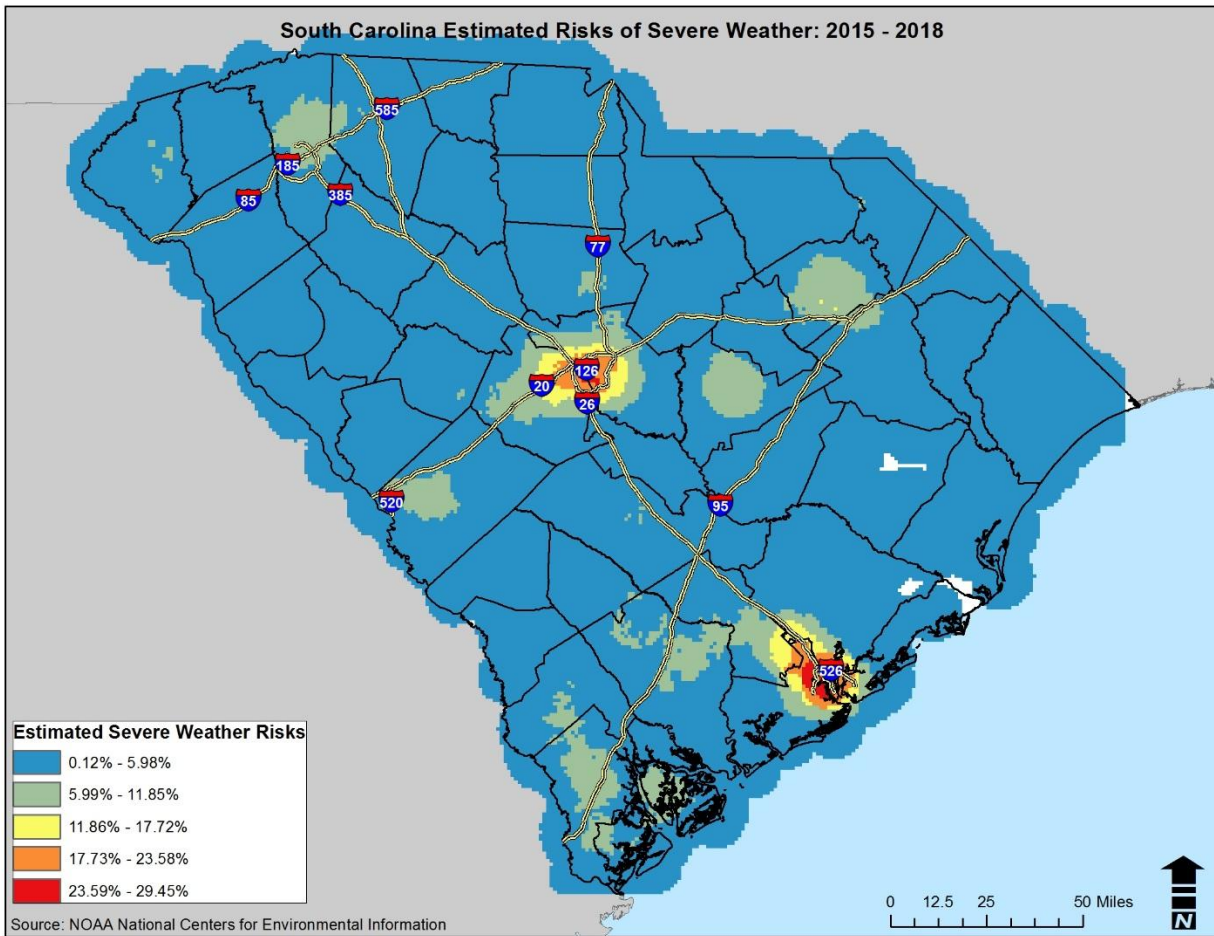 South Carolina Estimated Risks of Severe Weather: 2015 - 2018
585
185
85
385
77
126
20
26
520
95
526
Estimated Severe Weather Risks
0.12% - 5.98%
5.99% - 11.85%
11.86% - 17.72%
17.73% - 23.58%
23.59% - 29.45%
Source: NOAA National Centers for Environmental Information
0 12.5 25 50 Miles
N